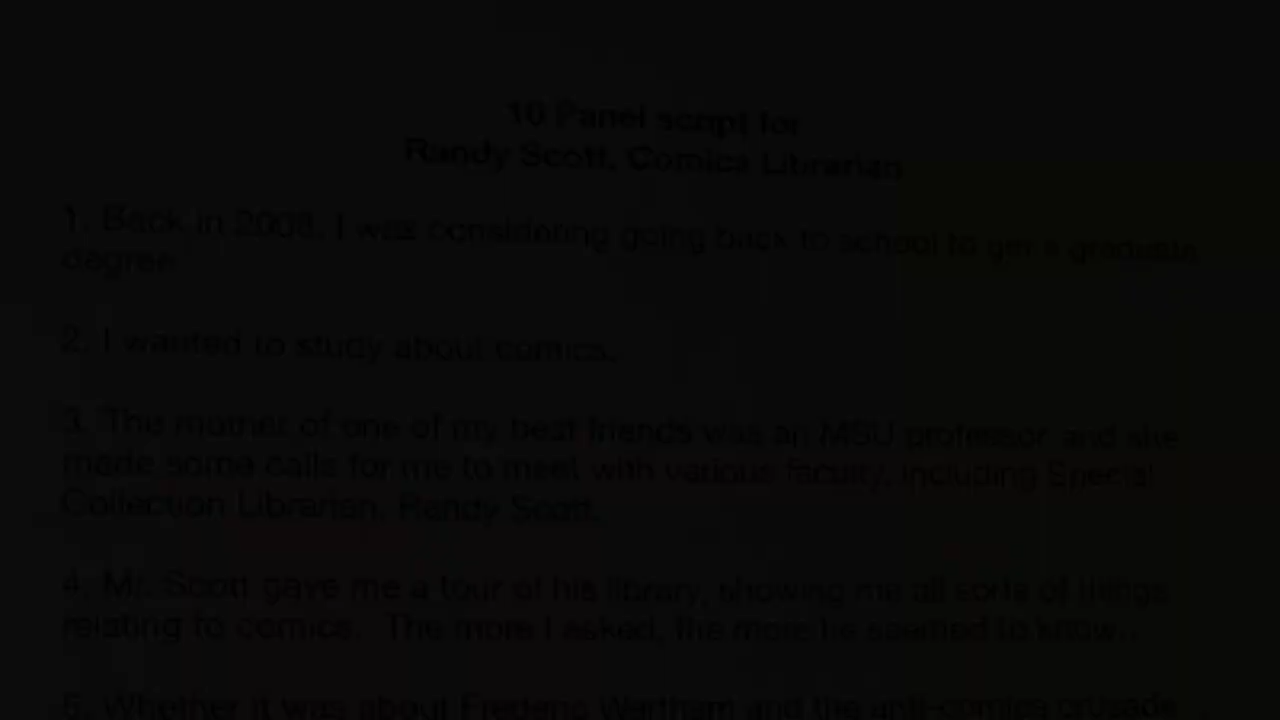 10 Panel script for
Randy Scott, Comics Librarian
1. Back in 2008, I was considering going back to school to get a graduate
degree.
2. I wanted to study about comics.
3. The mother of one of my best friends was an MSU professor, and she
made some calls for me to meet with various faculty, including Special
Collection Librarian, Randy Scott.
4. Mr. Scott gave me a tour of his library, showing me all sorts of things
relating to comics. The more I asked, the more he seemed to know...
5. Whether it was about Frederic Wertham and the anti-comics crusade